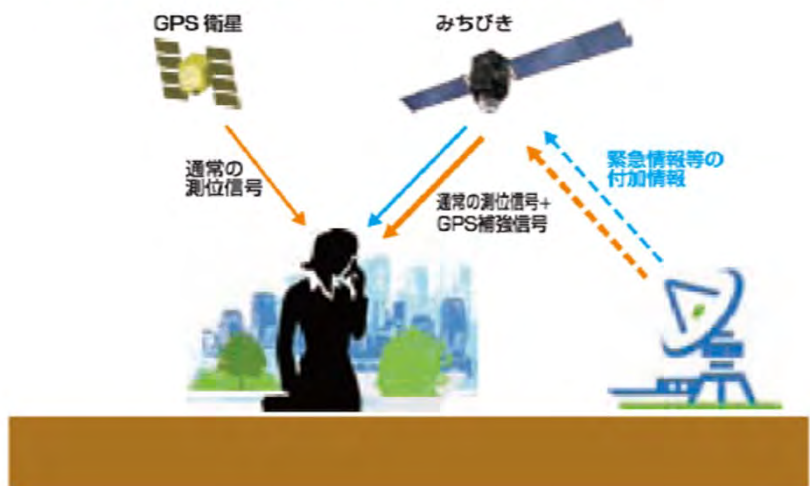 GPS 衛星
みちびき
通常の
測位信号
通常の測位信号+
GPS補強信号
緊急情報等の
付加情報